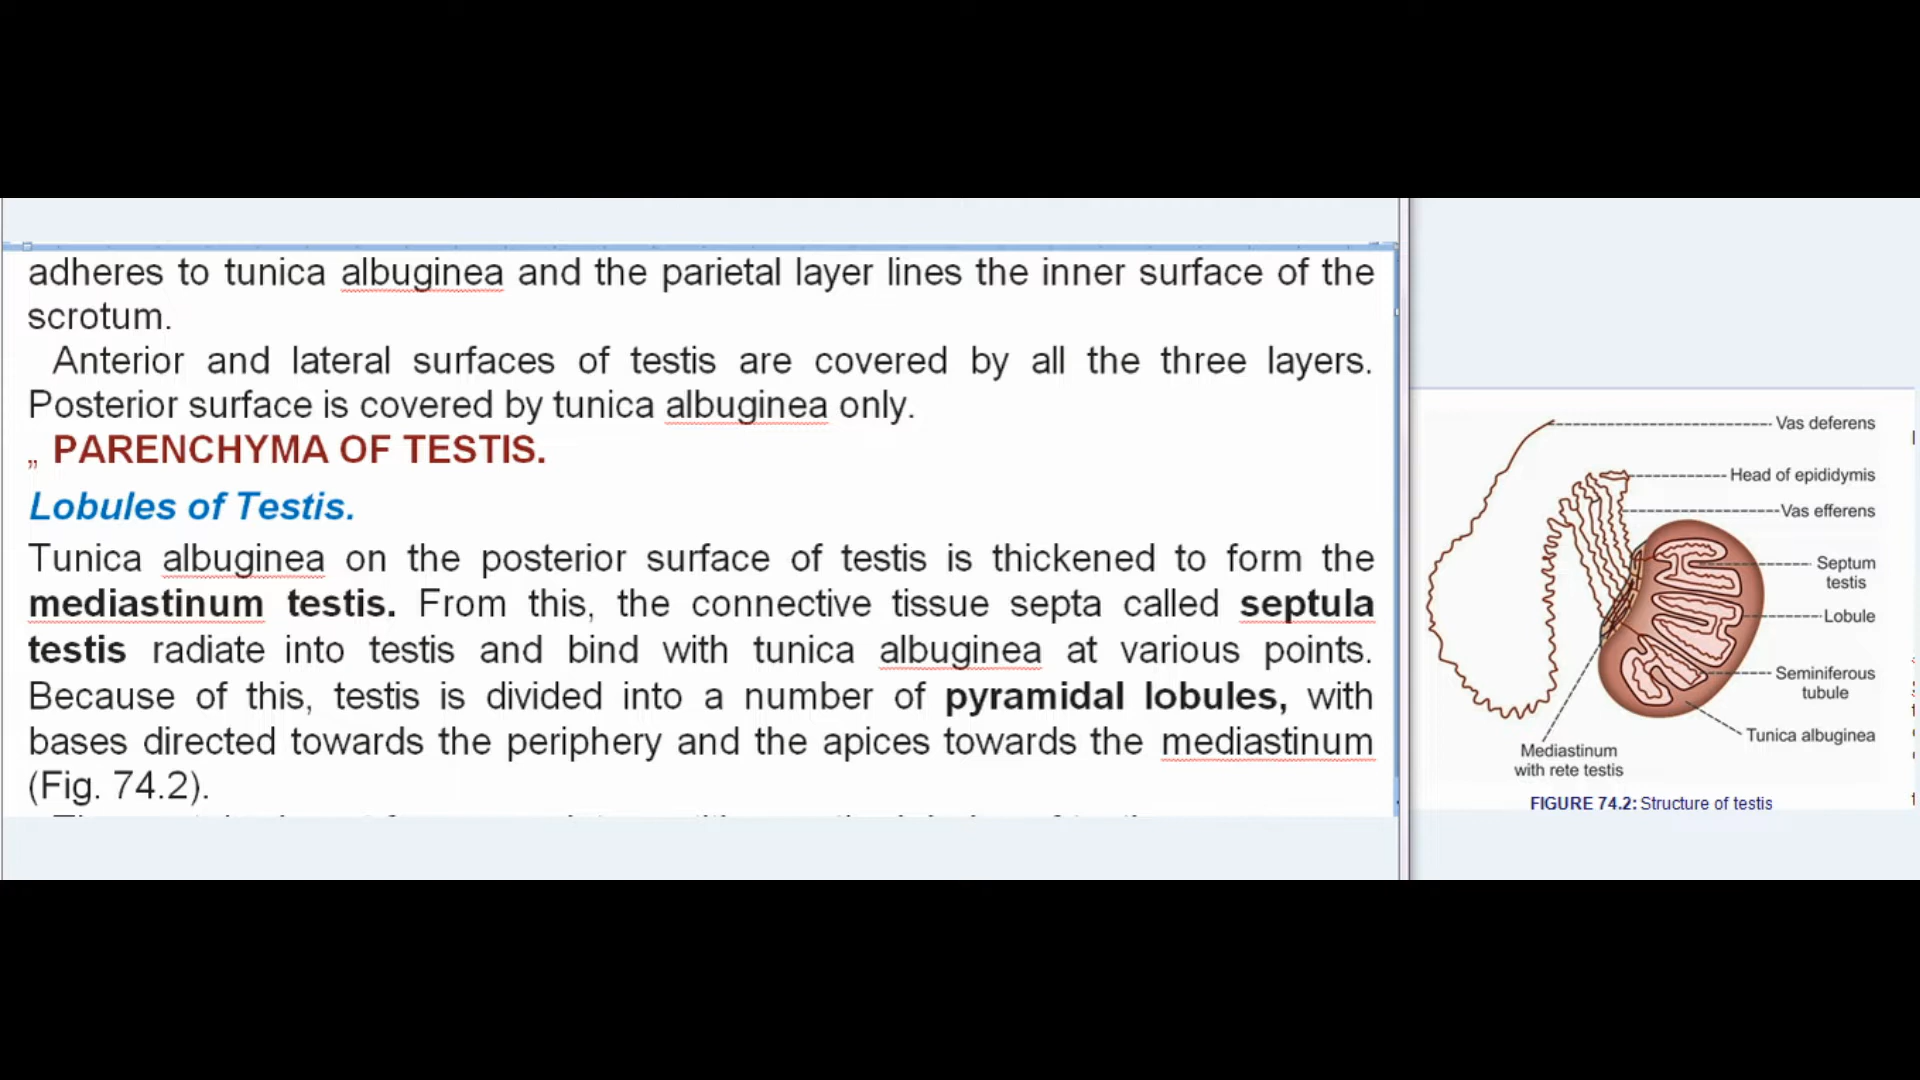 adheres to tunica albuginea and the parietal layer lines the inner surface of the
scrotum.
Anterior and lateral surfaces of testis are covered by all the three layers.
Posterior surface is covered by tunica albuginea only.
„ PARENCHYMA OF TESTIS.
Lobules of Testis.
Tunica albuginea on the posterior surface of testis is thickened to form the
mediastinum testis. From this, the connective tissue septa called septula
testis radiate into testis and bind with tunica albuginea at various points.
Because of this, testis is divided into a number of pyramidal lobules, with
bases directed towards the periphery and the apices towards the mediastinum
(Fig. 74.2).
Vas deferens
Head of epididymis
Vas efferens
Septum
testis
Lobule
Seminiferous
tubule
Tunica albuginea
Mediastinum
with rete testis
FIGURE 74.2: Structure of testis